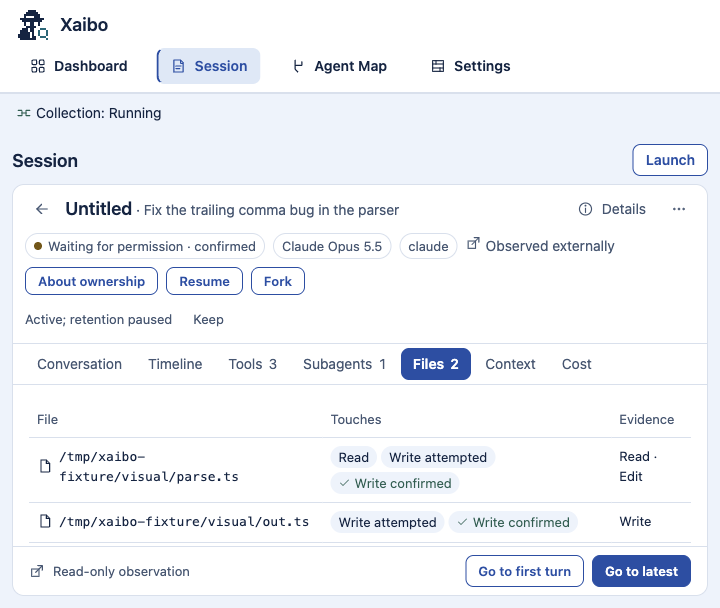 Xaibo
Dashboard Session Agent Map Settings
Collection: Running
Session Launch
Untitled · Fix the trailing comma bug in the parser Details ···
Waiting for permission · confirmed Claude Opus 5.5 claude Observed externally
About ownership Resume Fork
Active; retention paused Keep
Conversation Timeline Tools 3 Subagents 1 Files 2 Context Cost
File Touches Evidence
/tmp/xaibo- Read Write attempted Read ·
fixture/visual/parse.ts Write confirmed Edit
/tmp/xaibo-fixture/visual/out.ts Write attempted Write confirmed Write
Read-only observation Go to first turn Go to latest